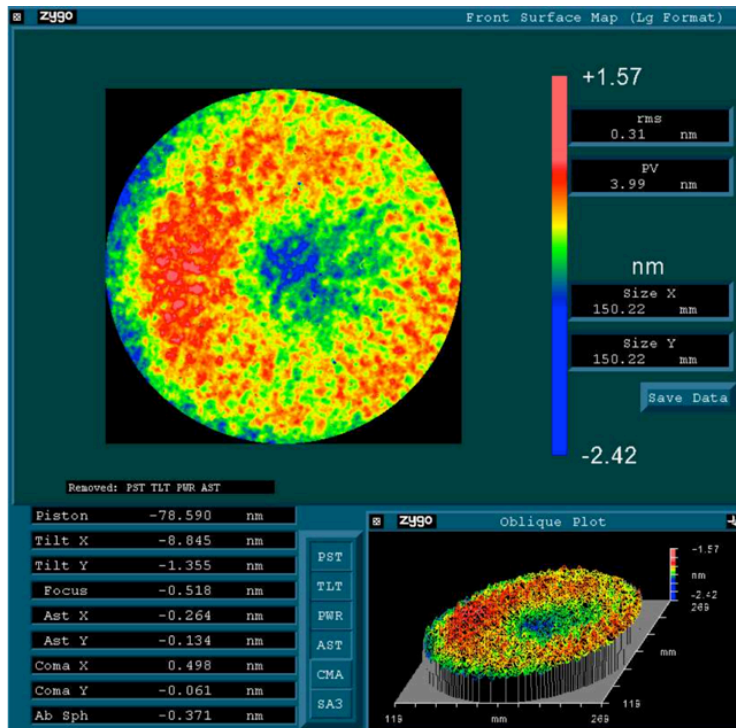 zygo Front Surface Map (Lg Format)
+1.57
rms
0.31 nm
PV
3.99 nm
nm
Size X
150.22 mm
Size Y
150.22 mm
Save Data
-2.42
Removed: PST TLT PWR AST
Piston -78.590 nm
Tilt X -8.845 nm
Tilt Y -1.355 nm
Focus -0.518 nm
Ast X -0.264 nm
Ast Y -0.134 nm
Coma X 0.498 nm
Coma Y -0.061 nm
Ab Sph -0.371 nm
PST
TLT
PWR
AST
CMA
SA3
zygo Oblique Plot
-1.57
nm
-2.42
269
mm
119
119 mm 269